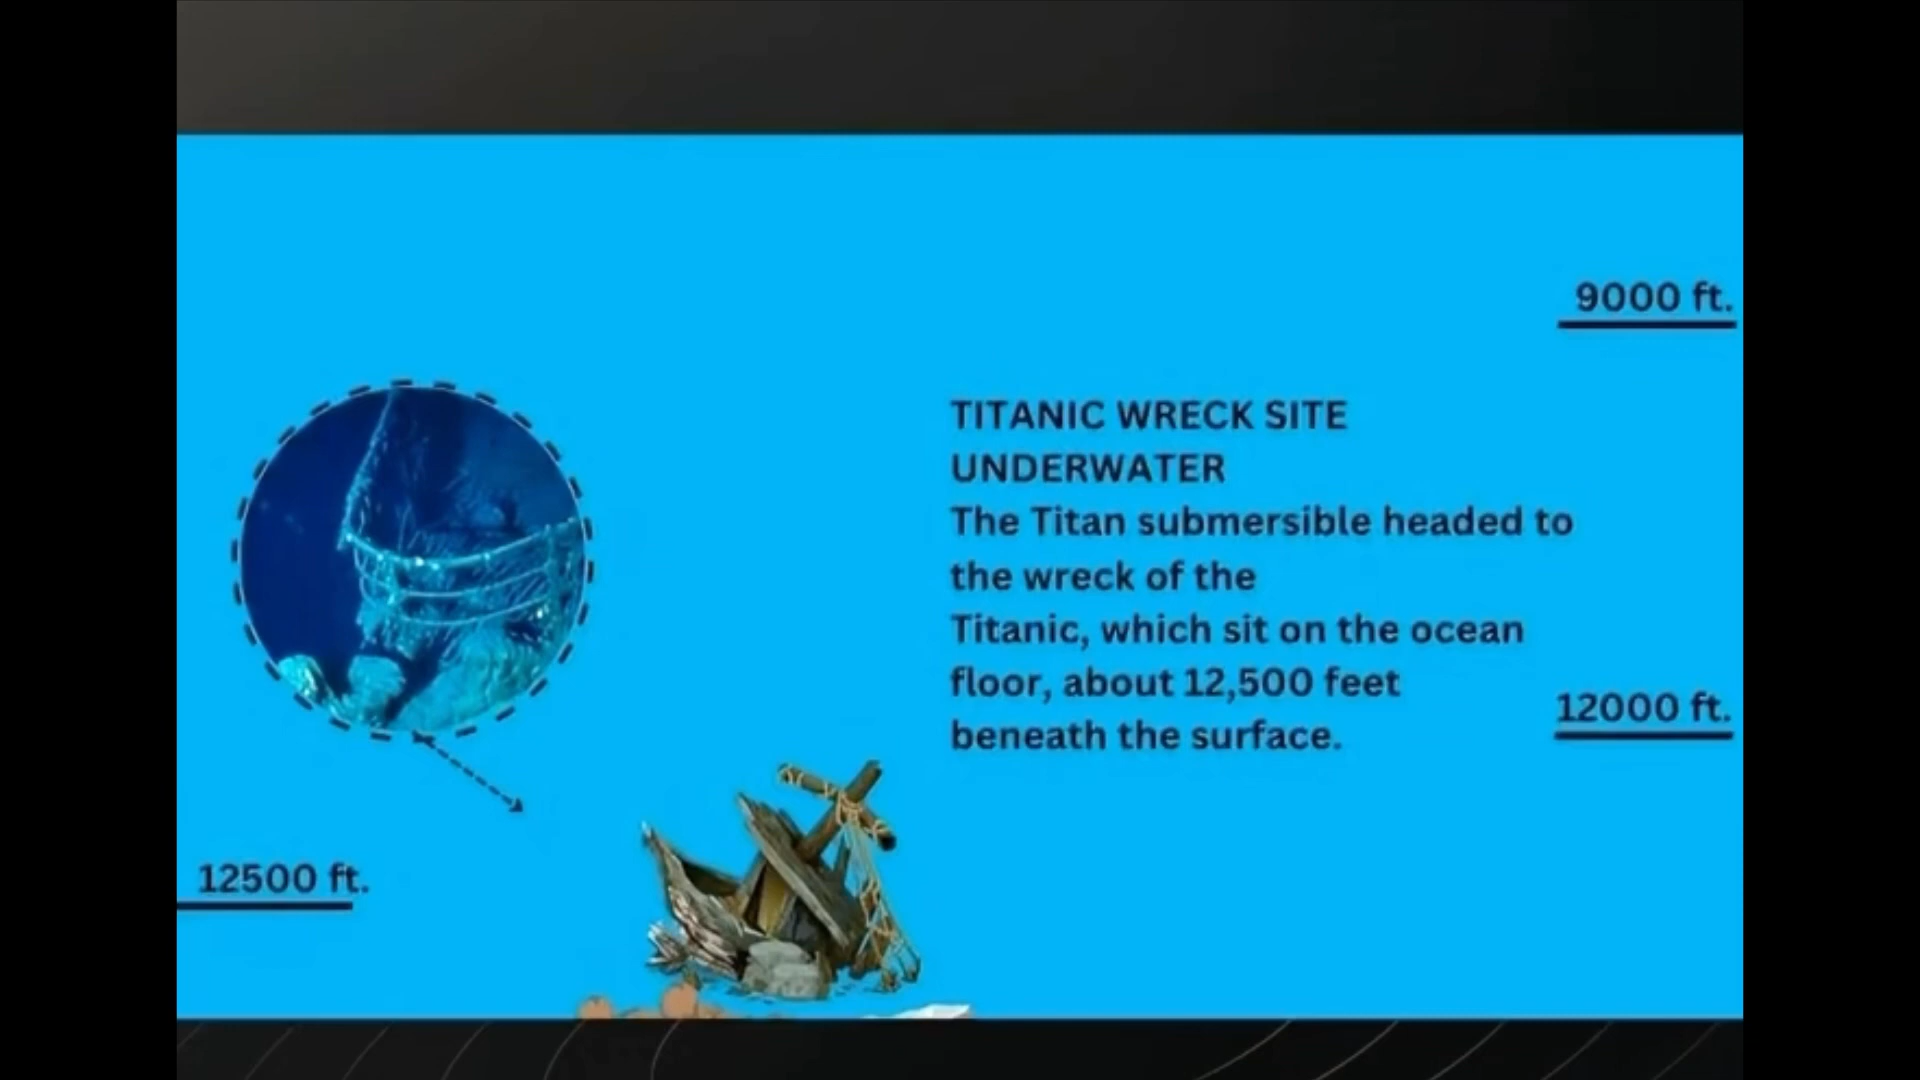 9000 ft.
TITANIC WRECK SITE
UNDERWATER
The Titan submersible headed to
the wreck of the
Titanic, which sit on the ocean
floor, about 12,500 feet
beneath the surface.
12000 ft.
12500 ft.